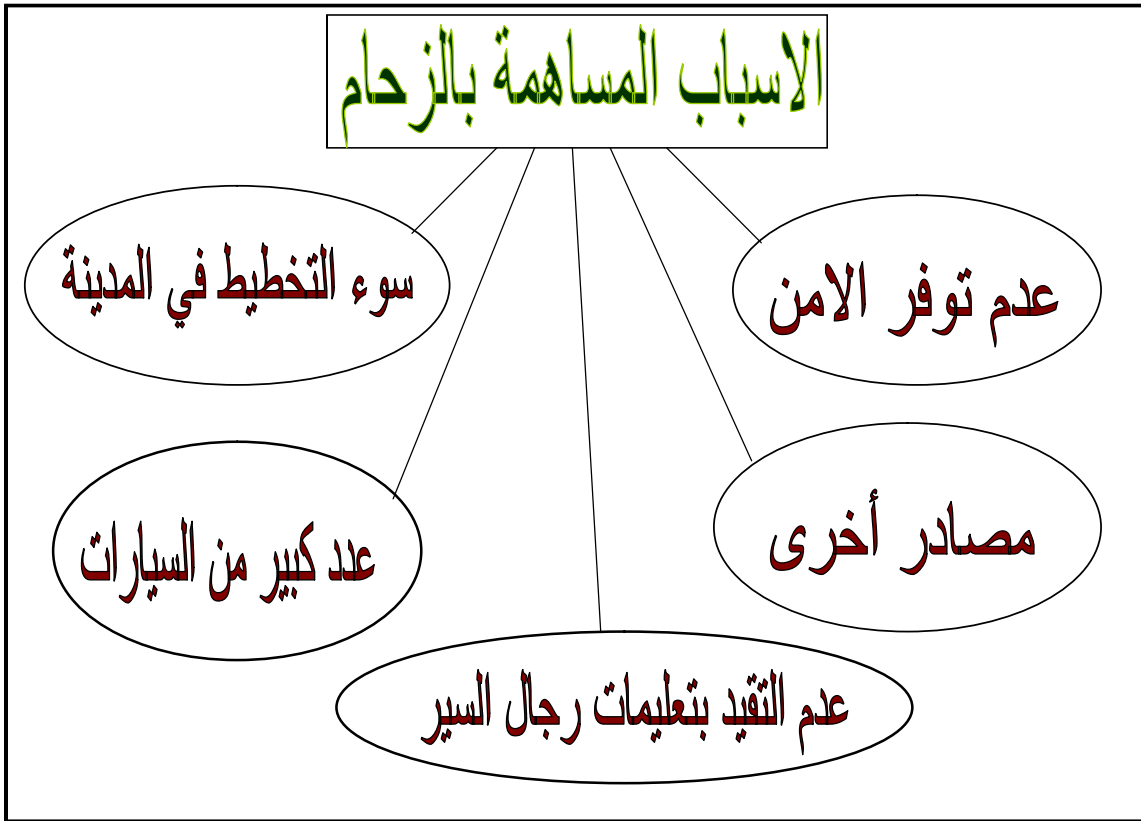 الاسباب المساهمة بالزحام
عدم توفر الامن
سوء التخطيط في المدينة
مصادر أخرى
عدد كبير من السيارات
عدم التقيد بتعليمات رجال السير